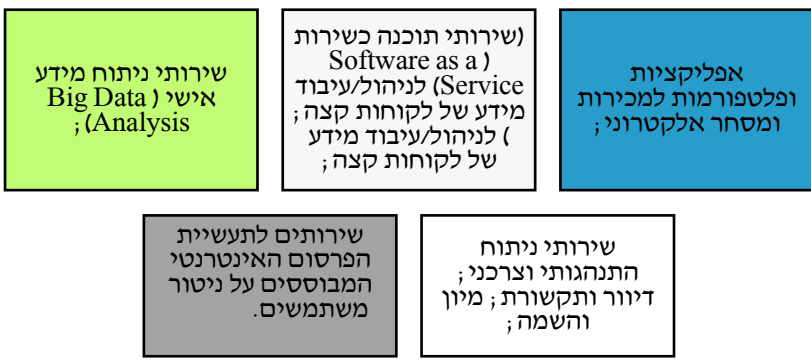 אפליקציות
ופלטפורמות למכירות
ומסחר אלקטרוני;
(שירותי תוכנה כשירות
( Software as a
Service) לניהול/עיבוד
מידע של לקוחות קצה;
) לניהול/עיבוד מידע
של לקוחות קצה;
שירותי ניתוח מידע
אישי ( Big Data
Analysis);
שירותי ניתוח
התנהגותי וצרכני;
דיוור ותקשורת; מיון
והשמה;
שירותים לתעשיית
הפרסום האינטרנטי
המבוססים על ניטור
משתמשים.